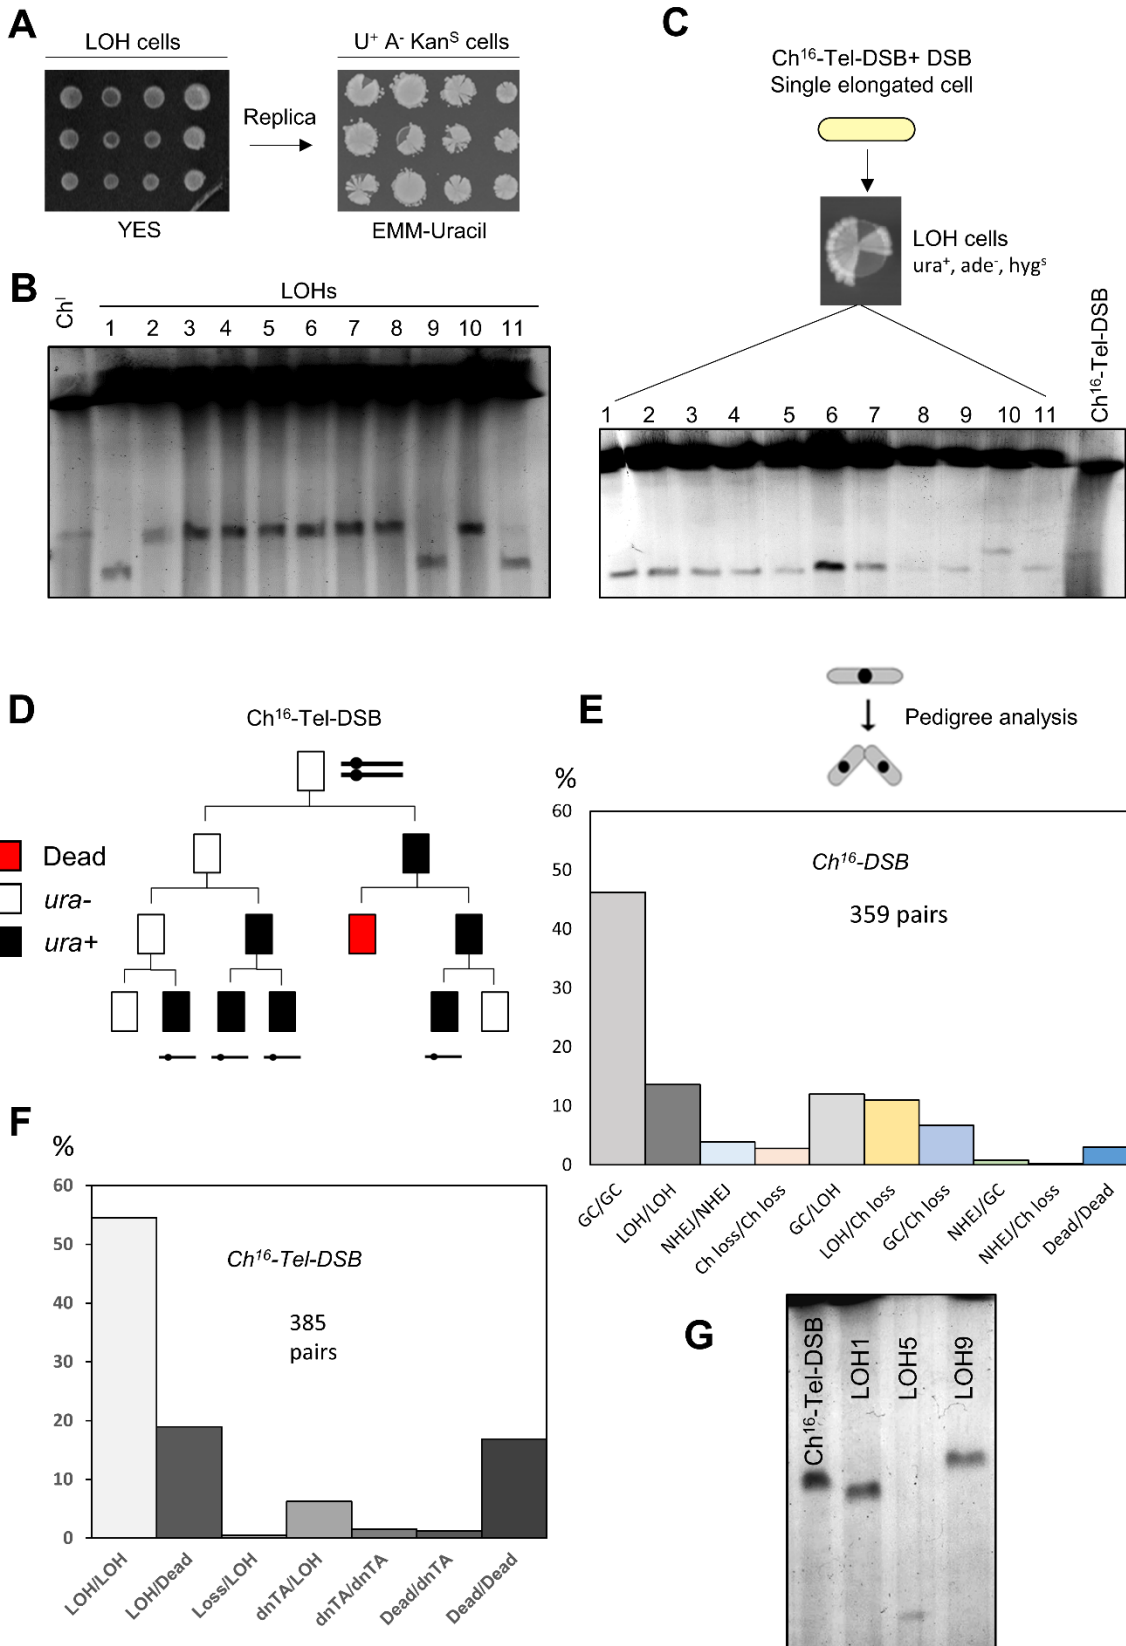 A
LOH cells
U⁺ A⁻ Kanˢ cells
Replica
YES
EMM-Uracil
B
Chᴵ
LOHs
1 2 3 4 5 6 7 8 9 10 11
C
Ch¹⁶-Tel-DSB+ DSB
Single elongated cell
LOH cells
ura⁺, ade⁻, hygˢ
Ch¹⁶-Tel-DSB
1 2 3 4 5 6 7 8 9 10 11
D
Ch¹⁶-Tel-DSB
Dead
ura-
ura+
E
Pedigree analysis
%
60
50
40
30
20
10
0
Ch¹⁶-DSB
359 pairs
GC/GC
LOH/LOH
NHEJ/NHEJ
Ch loss/Ch loss
GC/LOH
LOH/Ch loss
GC/Ch loss
NHEJ/GC
NHEJ/Ch loss
Dead/Dead
F
%
60
50
40
30
20
10
0
Ch¹⁶-Tel-DSB
385
pairs
LOH/LOH
LOH/Dead
Loss/LOH
dnTA/LOH
dnTA/dnTA
Dead/dnTA
Dead/Dead
G
Ch¹⁶-Tel-DSB
LOH1
LOH5
LOH9